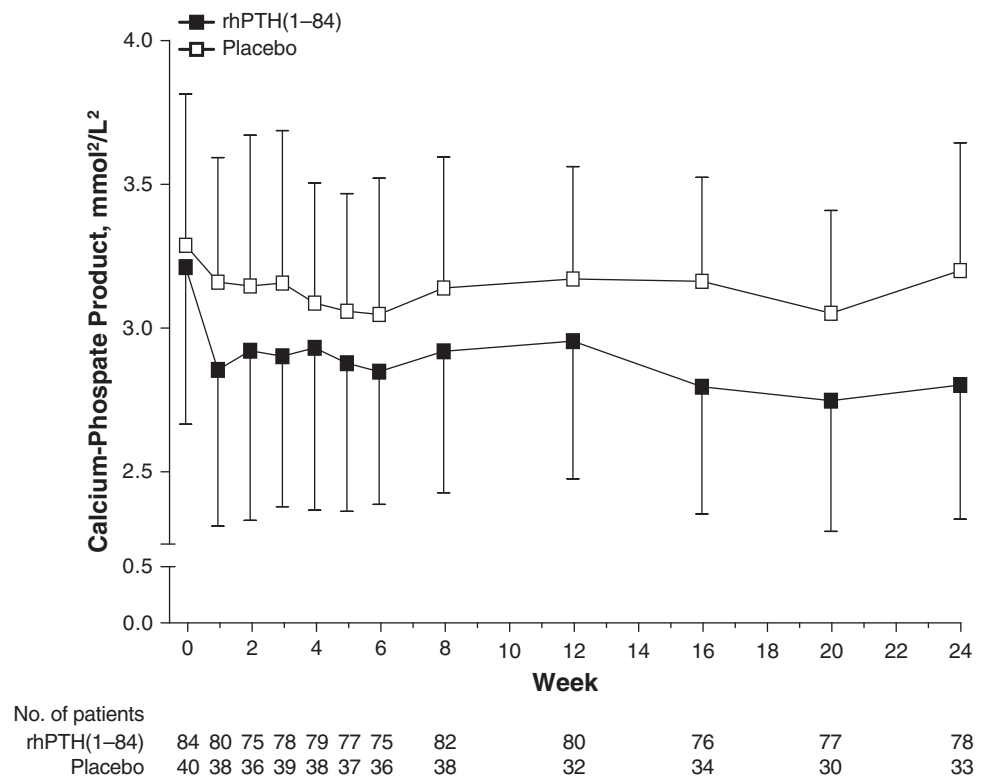 rhPTH(1–84)
Placebo
4.0
3.5
3.0
2.5
0.5
0.0
Calcium-Phospate Product, mmol²/L²
0 2 4 6 8 10 12 14 16 18 20 22 24
Week
No. of patients
rhPTH(1–84) 84 80 75 78 79 77 75 82 80 76 77 78
Placebo 40 38 36 39 38 37 36 38 32 34 30 33